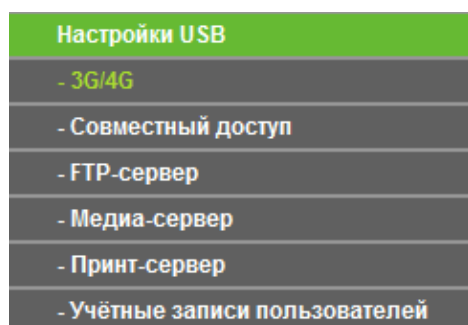 Настройки USB
- 3G/4G
- Совместный доступ
- FTP-сервер
- Медиа-сервер
- Принт-сервер
- Учётные записи пользователей